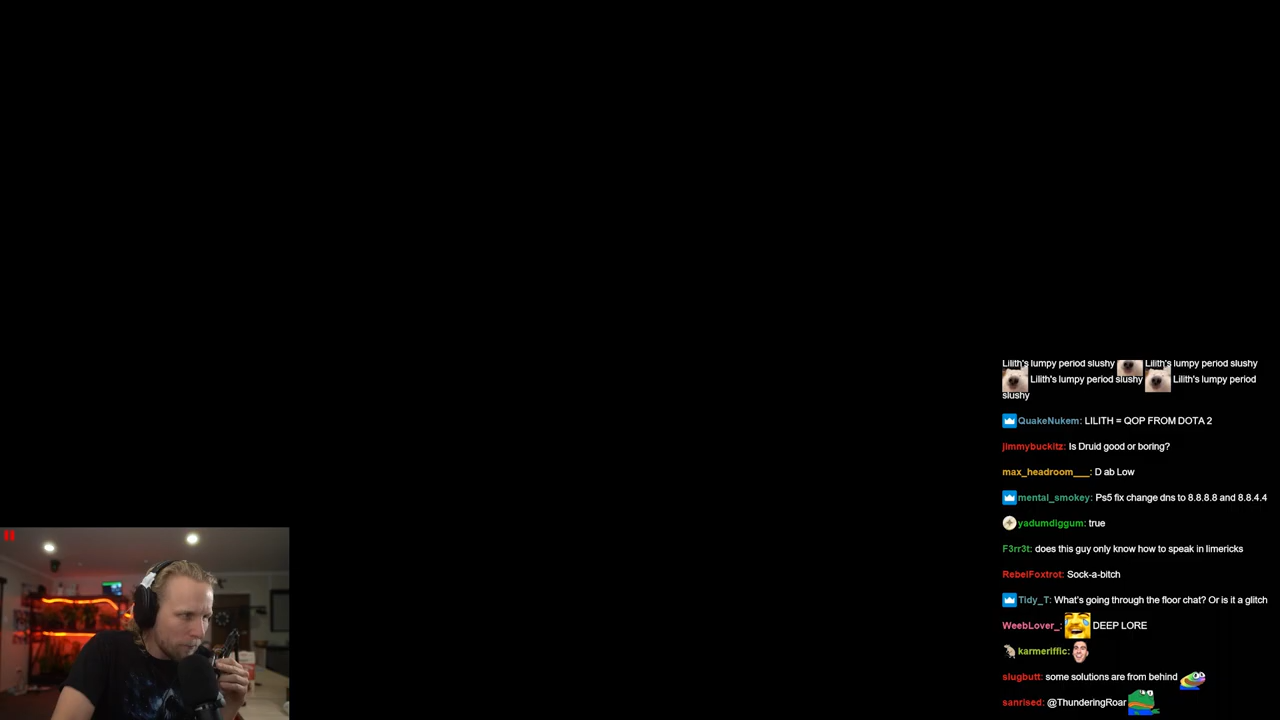 Lilith's lumpy period slushy Lilith's lumpy period slushy
Lilith's lumpy period slushy Lilith's lumpy period
slushy
QuakeNukem: LILITH = QOP FROM DOTA 2
jimmybuckitz: Is Druid good or boring?
max_headroom___: D ab Low
mental_smokey: Ps5 fix change dns to 8.8.8.8 and 8.8.4.4
yadumdiggum: true
F3rr3t: does this guy only know how to speak in limericks
RebelFoxtrot: Sock-a-bitch
Tidy_T: What's going through the floor chat? Or is it a glitch
WeebLover_: DEEP LORE
karmeriffic:
slugbutt: some solutions are from behind
sanrised: @ThunderingRoar